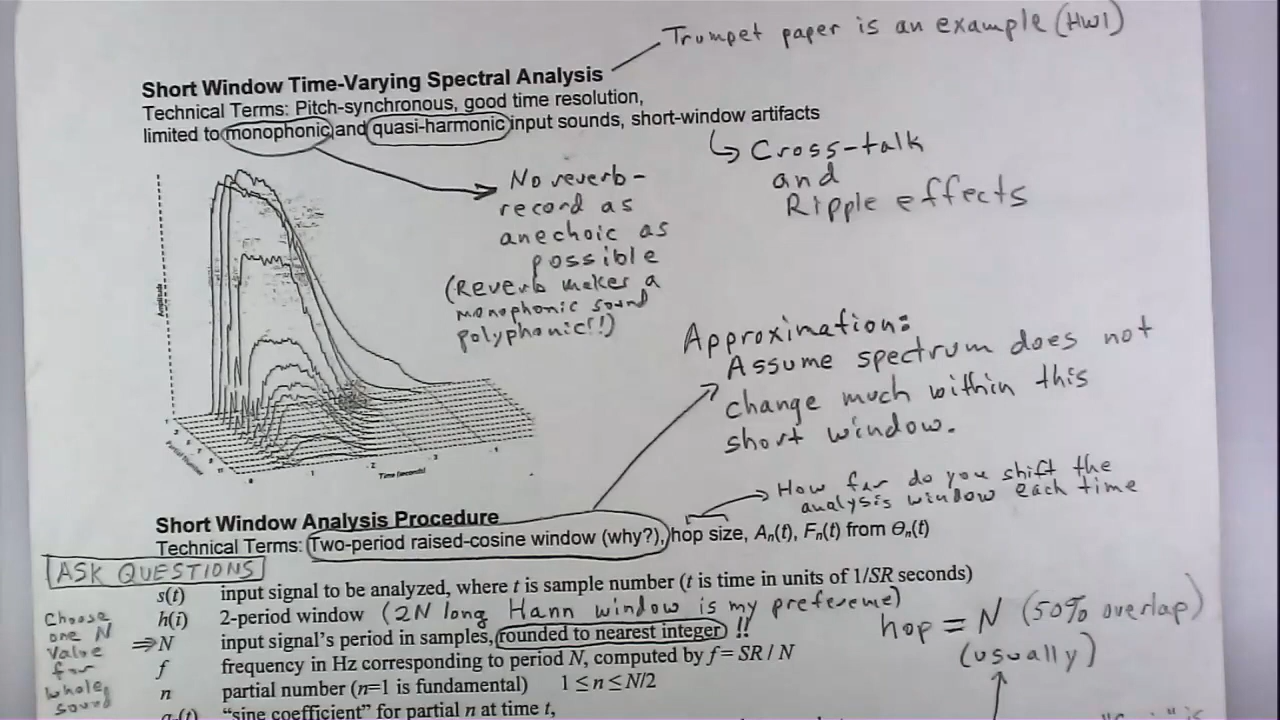 Trumpet paper is an example (HW1)
Short Window Time-Varying Spectral Analysis
Technical Terms: Pitch-synchronous, good time resolution,
limited to monophonic and quasi-harmonic input sounds, short-window artifacts
↳ Cross-talk
and
Ripple effects
No reverb -
record as
anechoic as
possible
(Reverb makes a
monophonic sound
polyphonic!!)
Amplitude
Time (seconds)
Approximation:
Assume spectrum does not
change much within this
short window.
How far do you shift the
analysis window each time
Short Window Analysis Procedure
Technical Terms: Two-period raised-cosine window (why?), hop size, Aₙ(t), Fₙ(t) from Θₙ(t)
ASK QUESTIONS
s(t) input signal to be analyzed, where t is sample number (t is time in units of 1/SR seconds)
h(i) 2-period window (2N long Hann window is my preference)
⇒ N input signal's period in samples, rounded to nearest integer !!
f frequency in Hz corresponding to period N, computed by f = SR / N
n partial number (n=1 is fundamental) 1 ≤ n ≤ N/2
"sine coefficient" for partial n at time t,
Choose
one N
value
for
whole
sound
hop = N (50% overlap)
(usually)